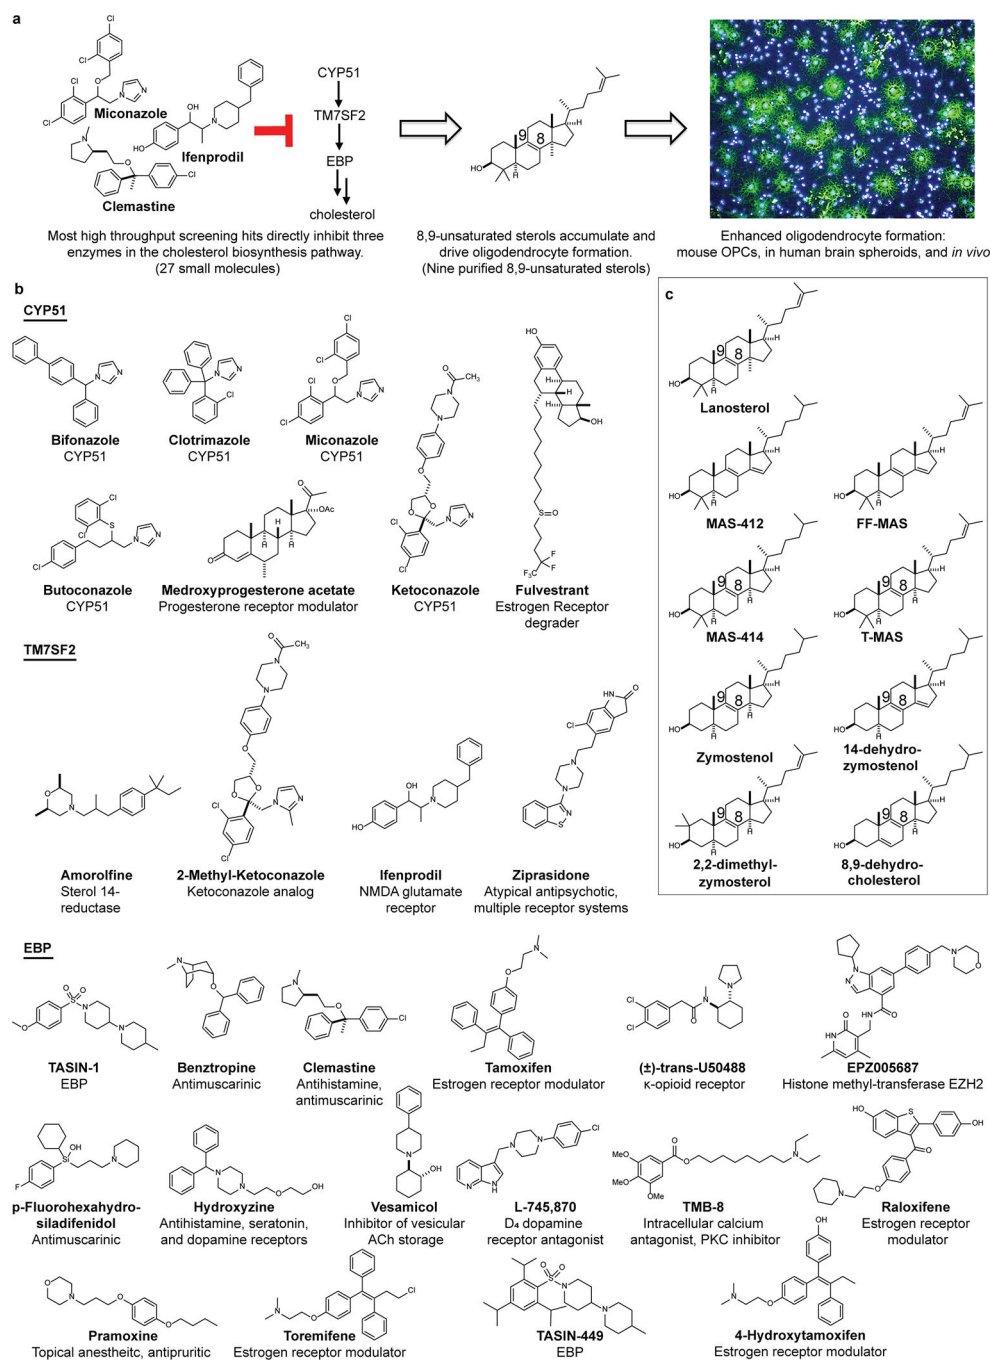 a
Miconazole
Ifenprodil
Clemastine
CYP51
TM7SF2
EBP
cholesterol
Most high throughput screening hits directly inhibit three
enzymes in the cholesterol biosynthesis pathway.
(27 small molecules)
8,9-unsaturated sterols accumulate and
drive oligodendrocyte formation.
(Nine purified 8,9-unsaturated sterols)
Enhanced oligodendrocyte formation:
mouse OPCs, in human brain spheroids, and in vivo
b
CYP51
Bifonazole
CYP51
Clotrimazole
CYP51
Miconazole
CYP51
Butoconazole
CYP51
Medroxyprogesterone acetate
Progesterone receptor modulator
Ketoconazole
CYP51
Fulvestrant
Estrogen Receptor
degrader
TM7SF2
Amorolfine
Sterol 14-
reductase
2-Methyl-Ketoconazole
Ketoconazole analog
Ifenprodil
NMDA glutamate
receptor
Ziprasidone
Atypical antipsychotic,
multiple receptor systems
c
Lanosterol
MAS-412
FF-MAS
MAS-414
T-MAS
Zymostenol
14-dehydro-
zymostenol
2,2-dimethyl-
zymosterol
8,9-dehydro-
cholesterol
EBP
TASIN-1
EBP
Benztropine
Antimuscarinic
Clemastine
Antihistamine,
antimuscarinic
Tamoxifen
Estrogen receptor modulator
(±)-trans-U50488
κ-opioid receptor
EPZ005687
Histone methyl-transferase EZH2
p-Fluorohexahydro-
siladifenidol
Antimuscarinic
Hydroxyzine
Antihistamine, seratonin,
and dopamine receptors
Vesamicol
Inhibitor of vesicular
ACh storage
L-745,870
D₄ dopamine
receptor antagonist
TMB-8
Intracellular calcium
antagonist, PKC inhibitor
Raloxifene
Estrogen receptor
modulator
Pramoxine
Topical anestheitc, antipruritic
Toremifene
Estrogen receptor modulator
TASIN-449
EBP
4-Hydroxytamoxifen
Estrogen receptor modulator